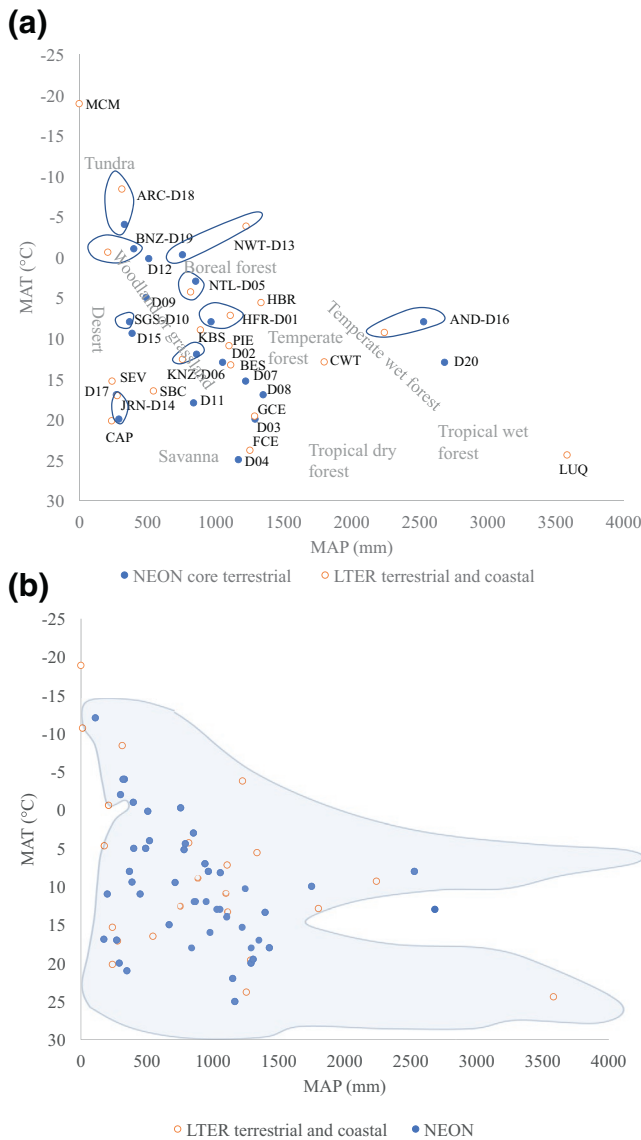 (a)
-25
-20
MCM
-15
Tundra
-10
ARC-D18
-5
BNZ-D19
NWT-D13
0
D12
Boreal forest
Woodland or grassland
NTL-D05
5
D09
HBR
Desert
SGS-D10
HFR-D01
AND-D16
Temperate wet forest
D15
KBS
PIE
Temperate
forest
10
D02
KNZ-D06
BES
CWT
D20
15
SEV
D07
D17
SBC
D08
JRN-D14
D11
GCE
20
CAP
D03
FCE
Savanna
D04
Tropical dry
forest
Tropical wet
forest
25
LUQ
30
MAT (°C)
0
500
1000
1500
2000
2500
3000
3500
4000
MAP (mm)
NEON core terrestrial
LTER terrestrial and coastal
(b)
-25
-20
-15
-10
-5
0
5
10
15
20
25
30
MAT (°C)
0
500
1000
1500
2000
2500
3000
3500
4000
MAP (mm)
LTER terrestrial and coastal
NEON